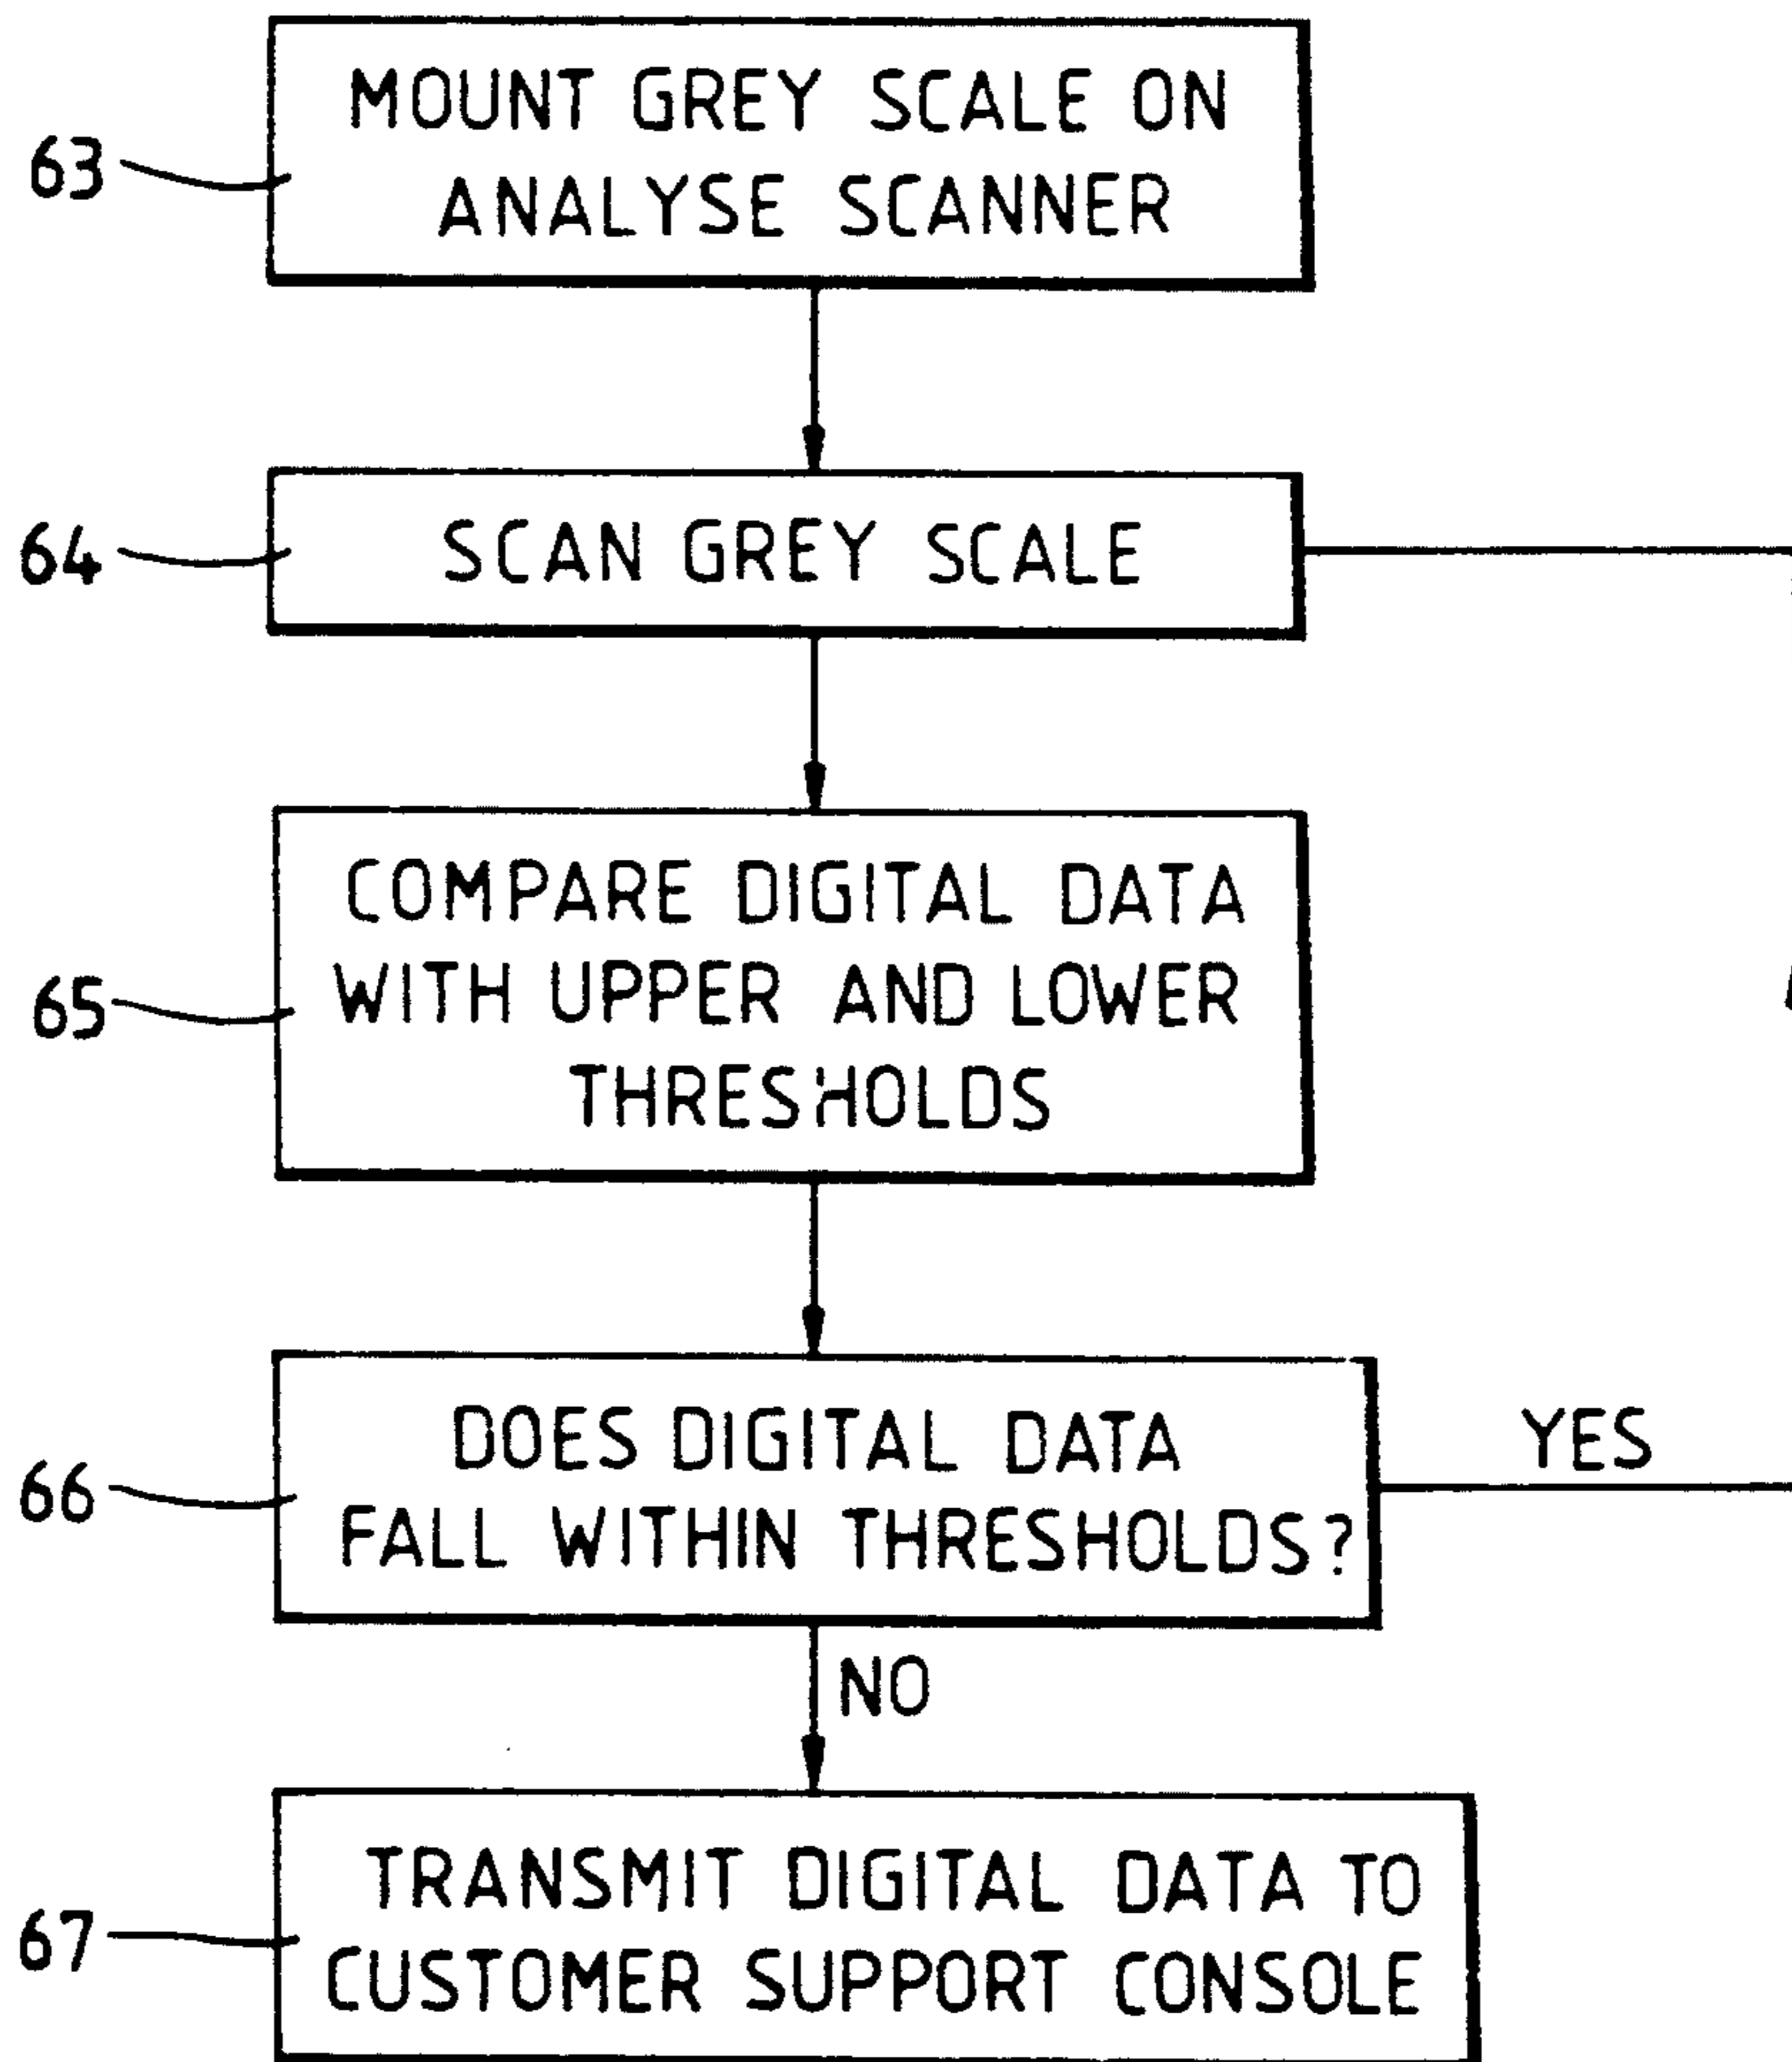 MOUNT GREY SCALE ON
ANALYSE SCANNER
63
SCAN GREY SCALE
64
COMPARE DIGITAL DATA
WITH UPPER AND LOWER
THRESHOLDS
65
DOES DIGITAL DATA
FALL WITHIN THRESHOLDS?
66
YES
NO
TRANSMIT DIGITAL DATA TO
CUSTOMER SUPPORT CONSOLE
67